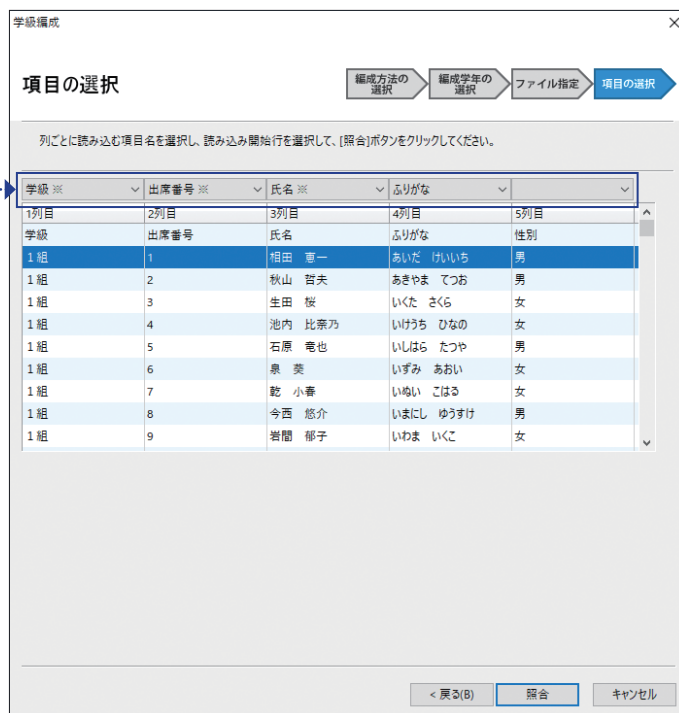 学級編成
項目の選択
編成方法の
選択
編成学年の
選択
ファイル指定
項目の選択
列ごとに読み込む項目名を選択し、読み込み開始行を選択して、[照合]ボタンをクリックしてください。
学級 ※ 出席番号 ※ 氏名 ※ ふりがな
1列目 2列目 3列目 4列目 5列目
学級 出席番号 氏名 ふりがな 性別
1組 1 相田 恵一 あいだ けいいち 男
1組 2 秋山 哲夫 あきやま てつお 男
1組 3 生田 桜 いくた さくら 女
1組 4 池内 比奈乃 いけうち ひなの 女
1組 5 石原 竜也 いしはら たつや 男
1組 6 泉 葵 いずみ あおい 女
1組 7 乾 小春 いぬい こはる 女
1組 8 今西 悠介 いまにし ゆうすけ 男
1組 9 岩間 郁子 いわま いくこ 女
< 戻る(B) 照合 キャンセル